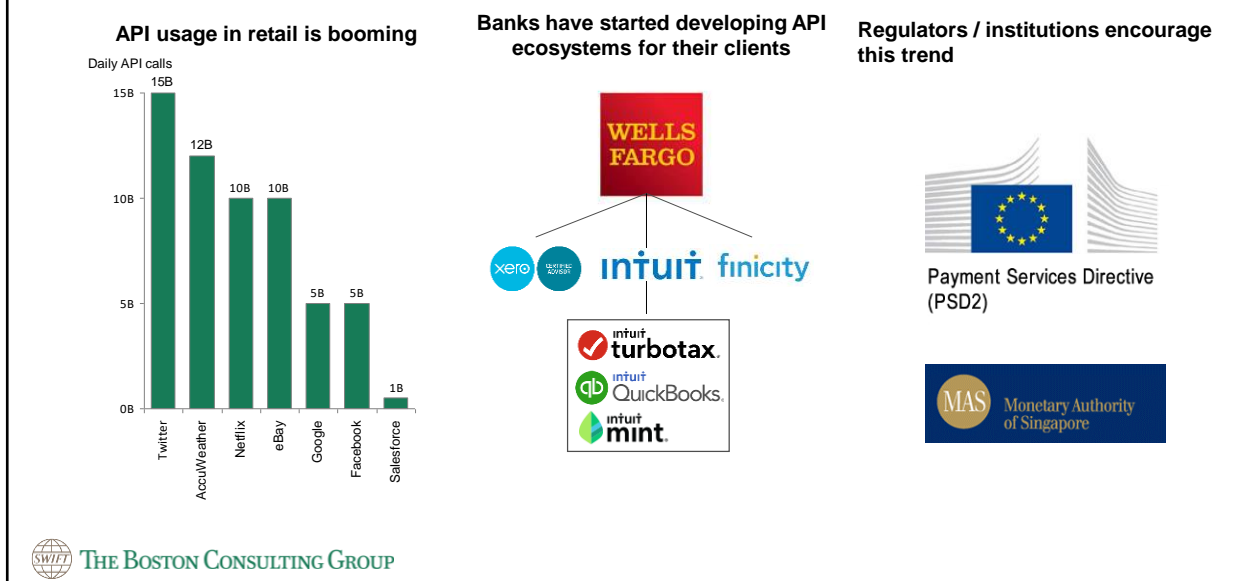 API usage in retail is booming
Daily API calls
15B
15B
12B
10B
10B
10B
5B
5B
5B
1B
0B
Twitter
AccuWeather
Netflix
eBay
Google
Facebook
Salesforce
Banks have started developing API
ecosystems for their clients
WELLS
FARGO
xero
CERTIFIED
ADVISOR
intuit
finicity
intuit
turbotax.
intuit
QuickBooks.
intuit
mint.
Regulators / institutions encourage
this trend
Payment Services Directive
(PSD2)
MAS
Monetary Authority
of Singapore
SWIFT
THE BOSTON CONSULTING GROUP